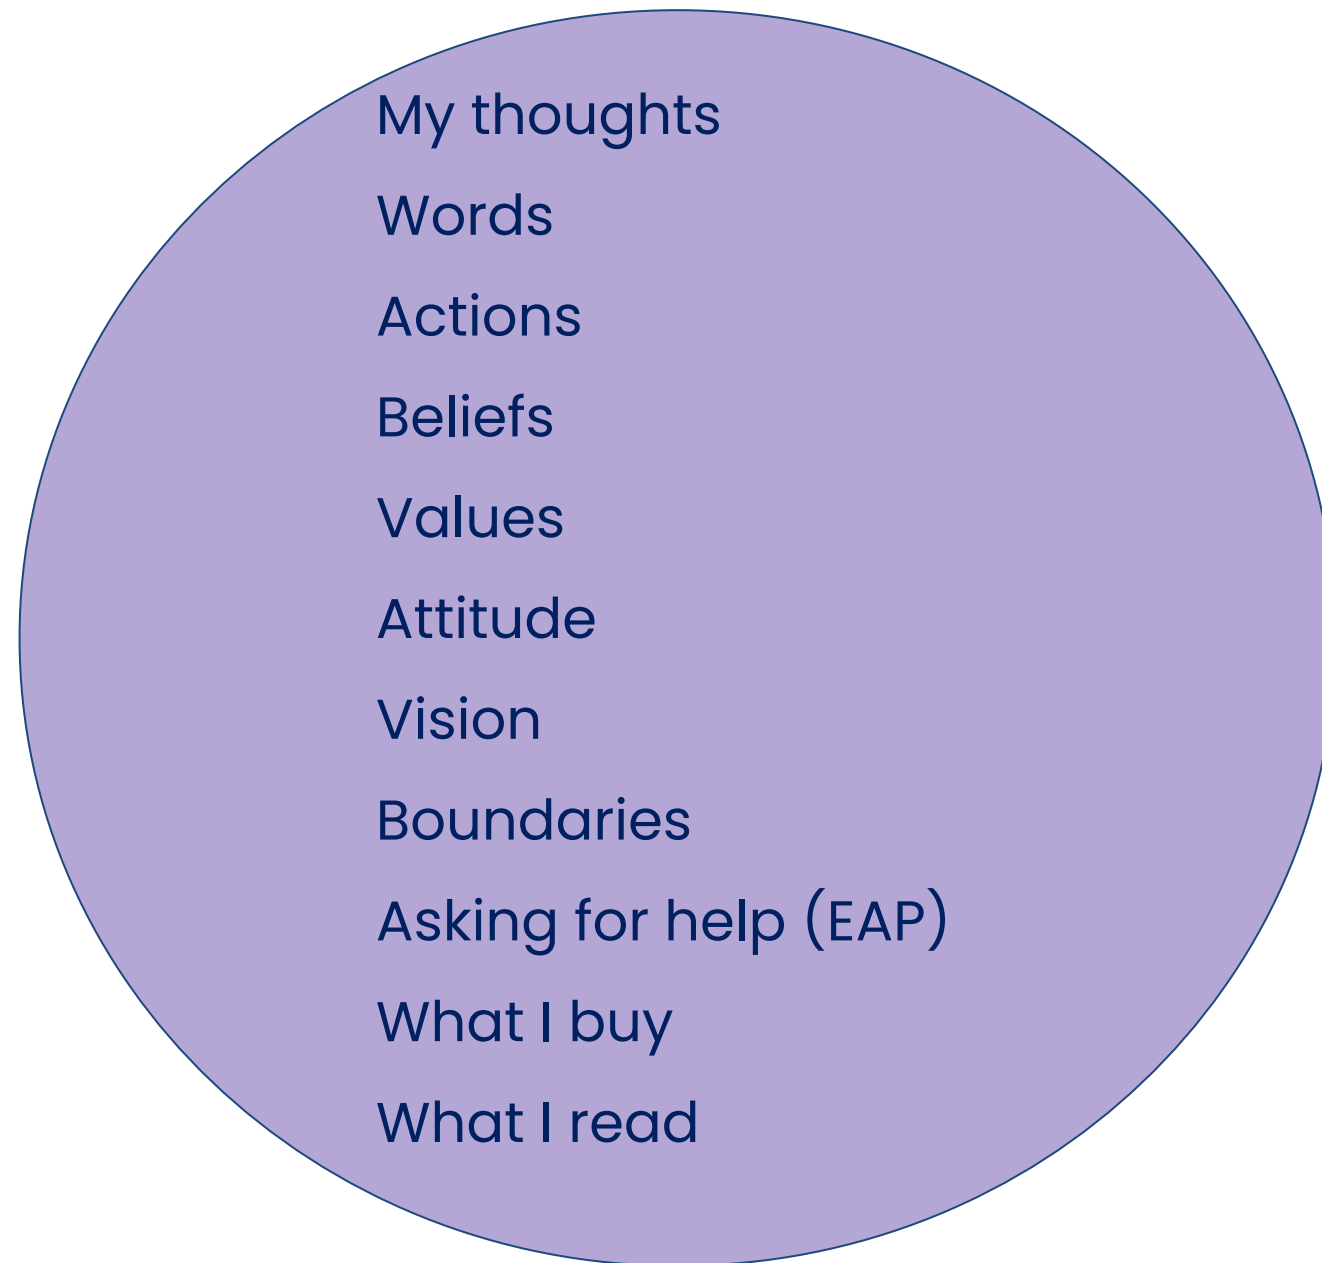 My thoughts
Words
Actions
Beliefs
Values
Attitude
Vision
Boundaries
Asking for help (EAP)
What I buy
What I read